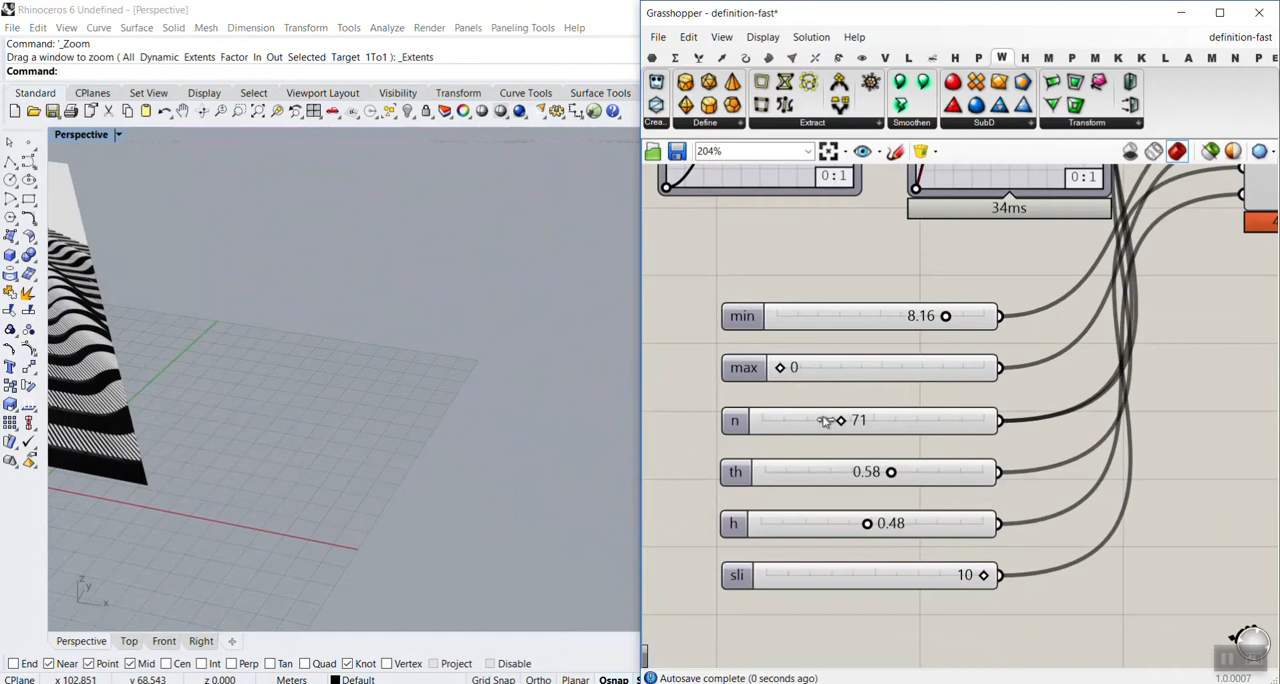 Rhinoceros 6 Undefined - [Perspective]
File Edit View Curve Surface Solid Mesh Dimension Transform Tools Analyze Render Panels Paneling Tools Help
Command: '_Zoom
Drag a window to zoom ( All Dynamic Extents Factor In Out Selected Target 1To1 ): _Extents
Command:
Standard CPlanes Set View Display Select Viewport Layout Visibility Transform Curve Tools Surface Tools
Perspective
z y x
Perspective Top Front Right
End Near Point Mid Cen Int Perp Tan Quad Knot Vertex Project Disable
CPlane x 102.851 y 68.543 z 0.000 Meters Default Grid Snap Ortho Planar Osnap
Grasshopper - definition-fast*
File Edit View Display Solution Help definition-fast
V L H P M P W H M P M K K L A M N P E
Crea... Define Extract Smoothen SubD Transform
204%
0:1 0:1
34ms
min 8.16
max 0
n 71
th 0.58
h 0.48
sli 10
Autosave complete (0 seconds ago)
1.0.0007